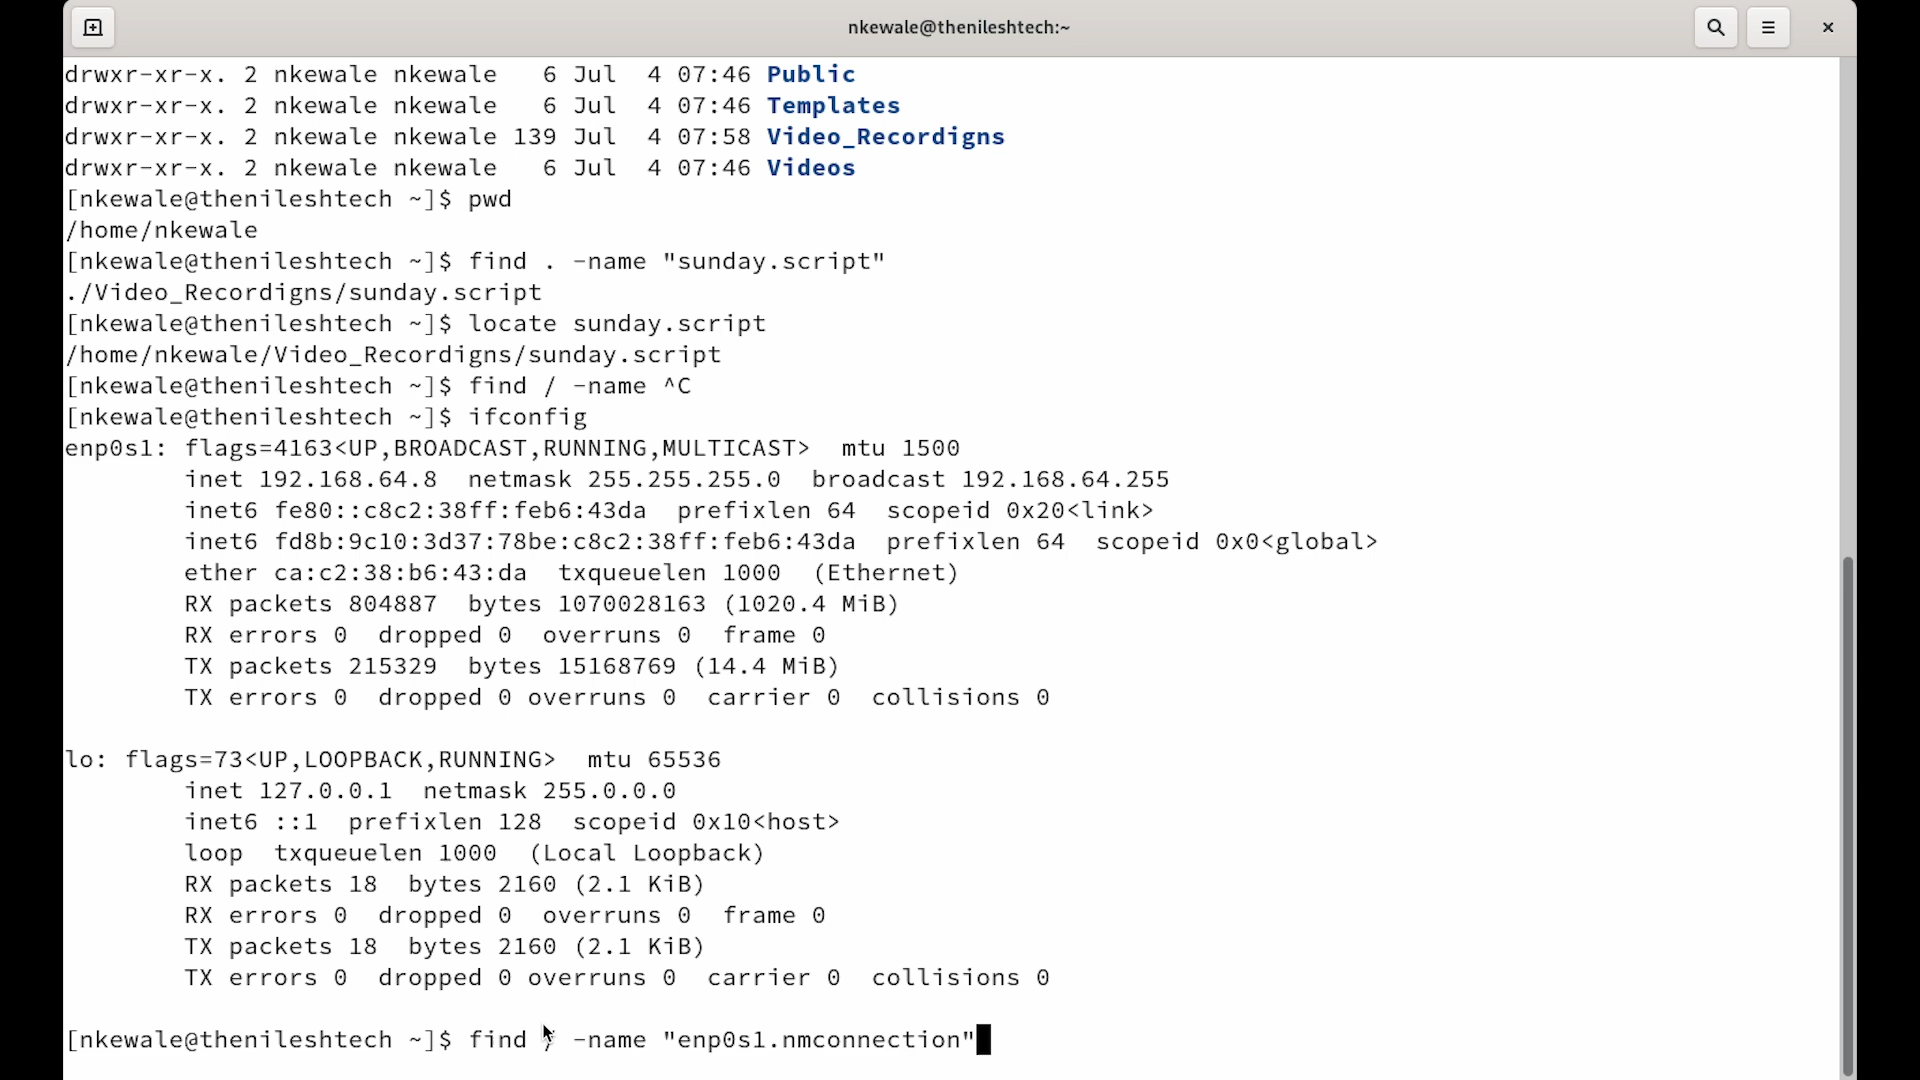 nkewale@thenileshtech:~
drwxr-xr-x. 2 nkewale nkewale   6 Jul  4 07:46 Public
drwxr-xr-x. 2 nkewale nkewale   6 Jul  4 07:46 Templates
drwxr-xr-x. 2 nkewale nkewale 139 Jul  4 07:58 Video_Recordigns
drwxr-xr-x. 2 nkewale nkewale   6 Jul  4 07:46 Videos
[nkewale@thenileshtech ~]$ pwd
/home/nkewale
[nkewale@thenileshtech ~]$ find . -name "sunday.script"
./Video_Recordigns/sunday.script
[nkewale@thenileshtech ~]$ locate sunday.script
/home/nkewale/Video_Recordigns/sunday.script
[nkewale@thenileshtech ~]$ find / -name ^C
[nkewale@thenileshtech ~]$ ifconfig
enp0s1: flags=4163<UP,BROADCAST,RUNNING,MULTICAST>  mtu 1500
        inet 192.168.64.8  netmask 255.255.255.0  broadcast 192.168.64.255
        inet6 fe80::c8c2:38ff:feb6:43da  prefixlen 64  scopeid 0x20<link>
        inet6 fd8b:9c10:3d37:78be:c8c2:38ff:feb6:43da  prefixlen 64  scopeid 0x0<global>
        ether ca:c2:38:b6:43:da  txqueuelen 1000  (Ethernet)
        RX packets 804887  bytes 1070028163 (1020.4 MiB)
        RX errors 0  dropped 0  overruns 0  frame 0
        TX packets 215329  bytes 15168769 (14.4 MiB)
        TX errors 0  dropped 0 overruns 0  carrier 0  collisions 0

lo: flags=73<UP,LOOPBACK,RUNNING>  mtu 65536
        inet 127.0.0.1  netmask 255.0.0.0
        inet6 ::1  prefixlen 128  scopeid 0x10<host>
        loop  txqueuelen 1000  (Local Loopback)
        RX packets 18  bytes 2160 (2.1 KiB)
        RX errors 0  dropped 0  overruns 0  frame 0
        TX packets 18  bytes 2160 (2.1 KiB)
        TX errors 0  dropped 0 overruns 0  carrier 0  collisions 0

[nkewale@thenileshtech ~]$ find / -name "enp0s1.nmconnection"